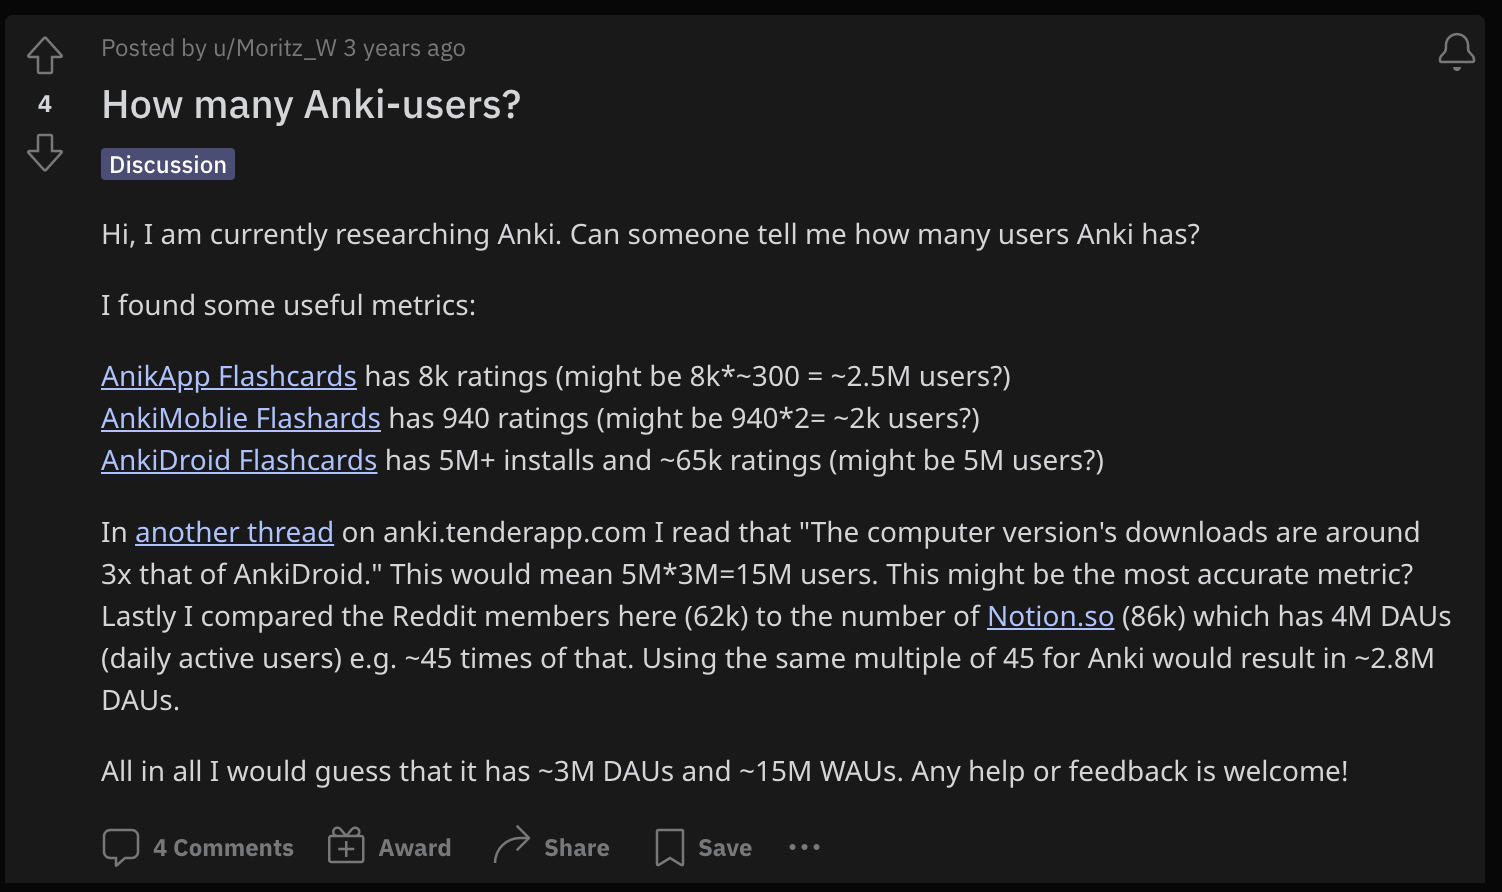 Posted by u/Moritz_W 3 years ago
4
How many Anki-users?
Discussion
Hi, I am currently researching Anki. Can someone tell me how many users Anki has?
I found some useful metrics:
AnikApp Flashcards has 8k ratings (might be 8k*~300 = ~2.5M users?)
AnkiMoblie Flashards has 940 ratings (might be 940*2= ~2k users?)
AnkiDroid Flashcards has 5M+ installs and ~65k ratings (might be 5M users?)
In another thread on anki.tenderapp.com I read that "The computer version's downloads are around
3x that of AnkiDroid." This would mean 5M*3M=15M users. This might be the most accurate metric?
Lastly I compared the Reddit members here (62k) to the number of Notion.so (86k) which has 4M DAUs
(daily active users) e.g. ~45 times of that. Using the same multiple of 45 for Anki would result in ~2.8M
DAUs.
All in all I would guess that it has ~3M DAUs and ~15M WAUs. Any help or feedback is welcome!
4 Comments Award Share Save